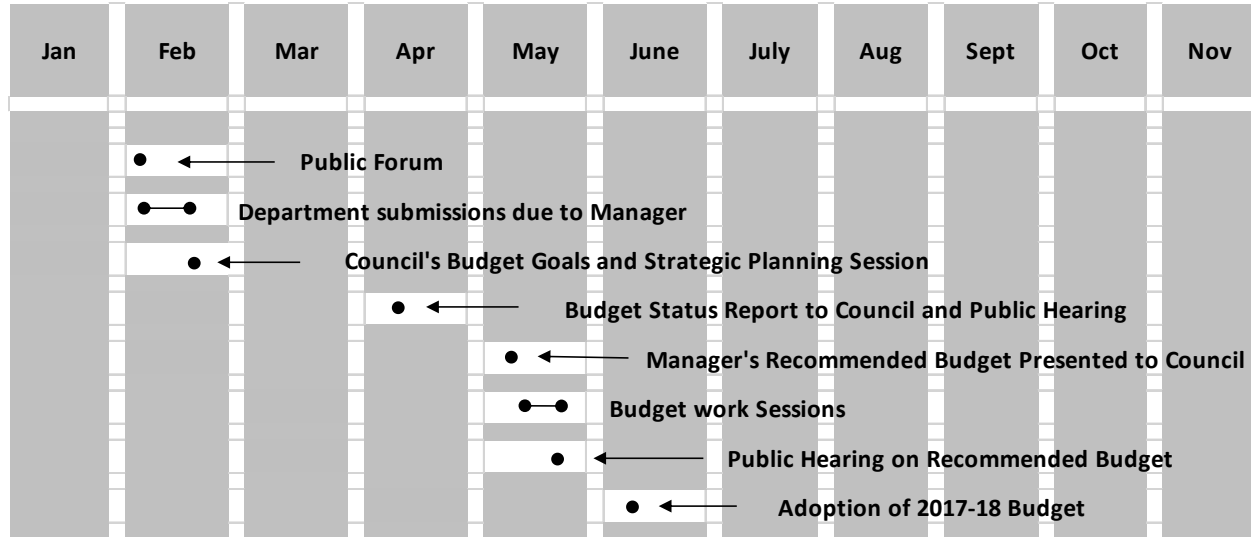 Jan Feb Mar Apr May June July Aug Sept Oct Nov
Public Forum
Department submissions due to Manager
Council's Budget Goals and Strategic Planning Session
Budget Status Report to Council and Public Hearing
Manager's Recommended Budget Presented to Council
Budget work Sessions
Public Hearing on Recommended Budget
Adoption of 2017-18 Budget